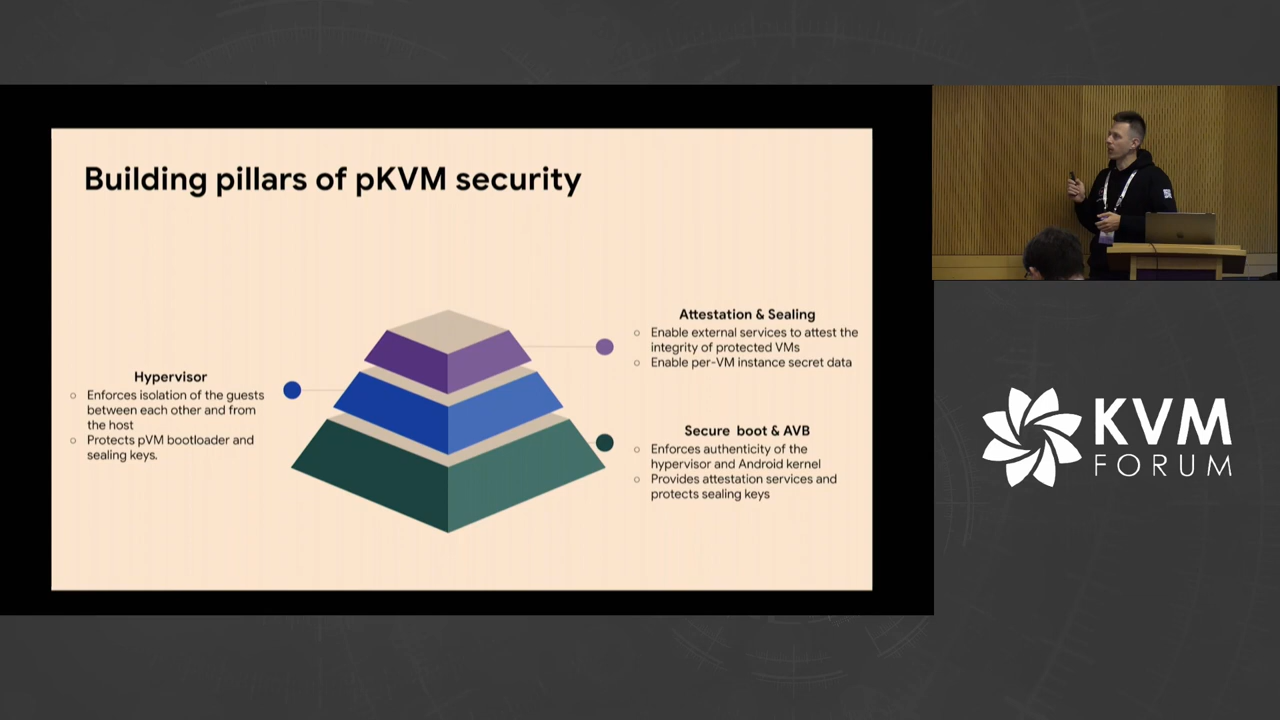 Building pillars of pKVM security
Attestation & Sealing
○ Enable external services to attest the
integrity of protected VMs
○ Enable per-VM instance secret data
Hypervisor
○ Enforces isolation of the guests
between each other and from
the host
○ Protects pVM bootloader and
sealing keys.
Secure boot & AVB
○ Enforces authenticity of the
hypervisor and Android kernel
○ Provides attestation services and
protects sealing keys
KVM
FORUM